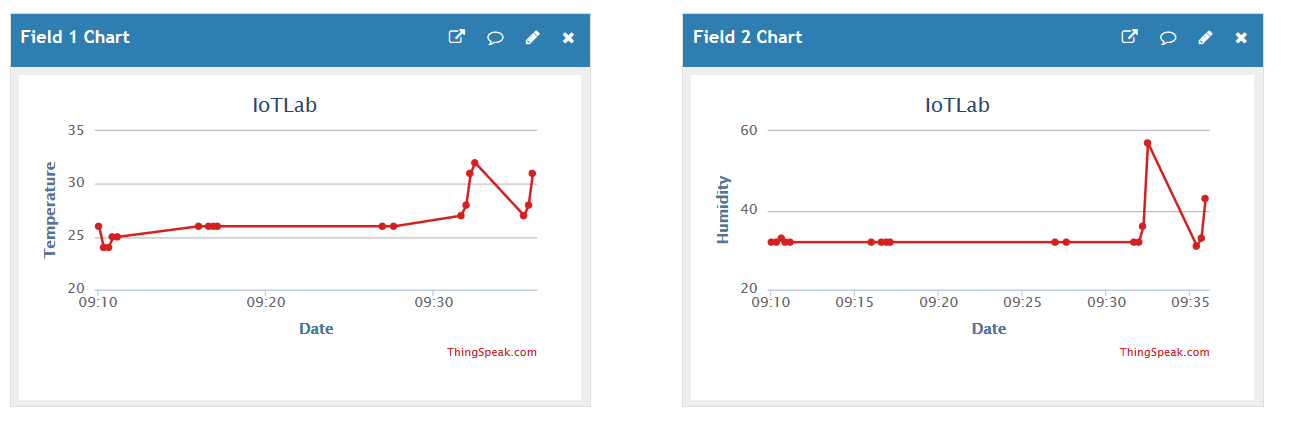 Field 1 Chart
IoTLab
Temperature
35
30
25
20
09:10 09:20 09:30
Date
ThingSpeak.com
Field 2 Chart
IoTLab
Humidity
60
40
20
09:10 09:15 09:20 09:25 09:30 09:35
Date
ThingSpeak.com